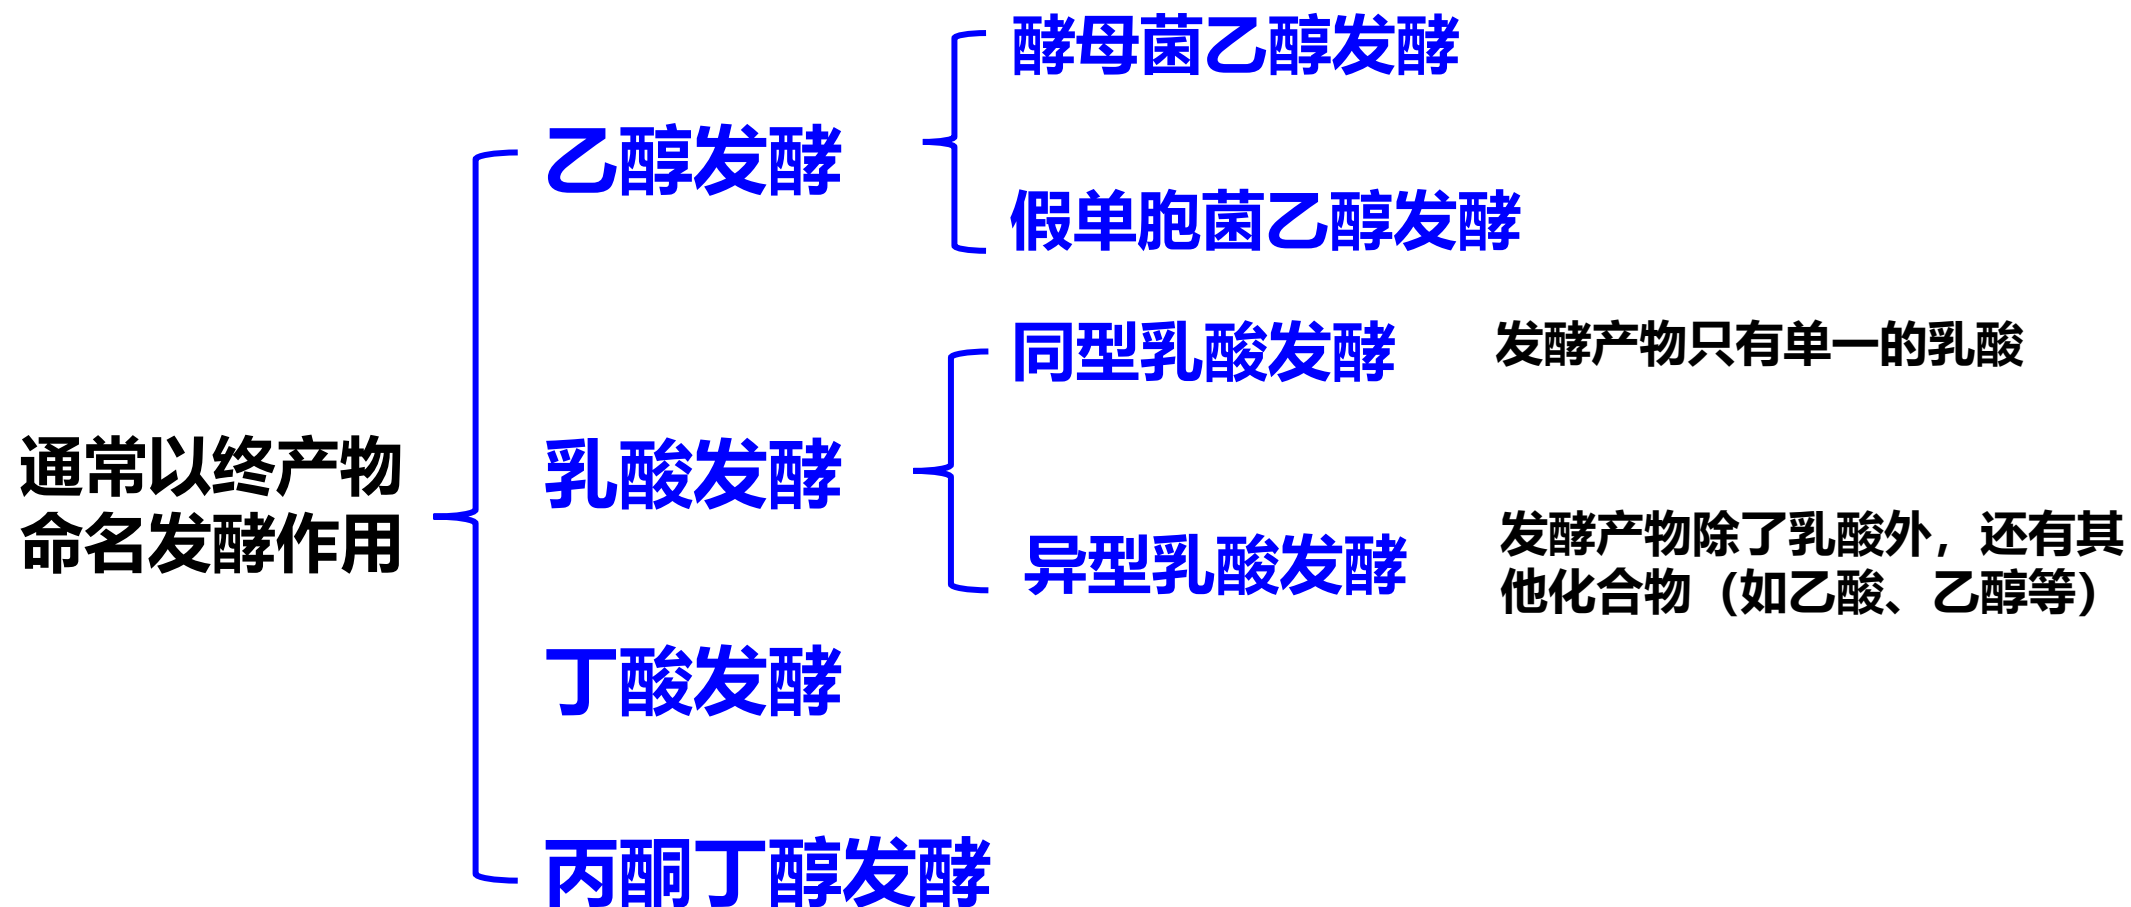 通常以终产物
命名发酵作用
乙醇发酵
酵母菌乙醇发酵
假单胞菌乙醇发酵
乳酸发酵
同型乳酸发酵
发酵产物只有单一的乳酸
异型乳酸发酵
发酵产物除了乳酸外，还有其
他化合物（如乙酸、乙醇等）
丁酸发酵
丙酮丁醇发酵